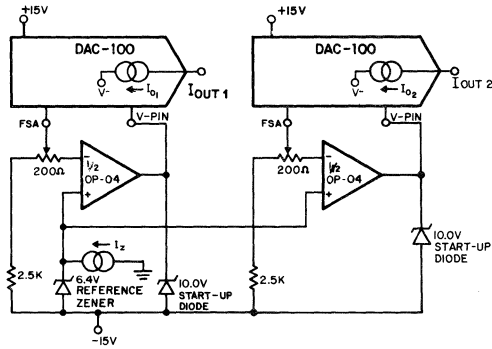 +15V
+15V
DAC-100
DAC-100
V-
I01
IOUT 1
V-
I02
IOUT 2
FSA
V-PIN
FSA
V-PIN
200Ω
1/2
OP-04
-
+
200Ω
OP-04
-
+
Iz
2.5K
6.4V
REFERENCE
ZENER
10.0V
START-UP
DIODE
2.5K
10.0V
START-UP
DIODE
-15V